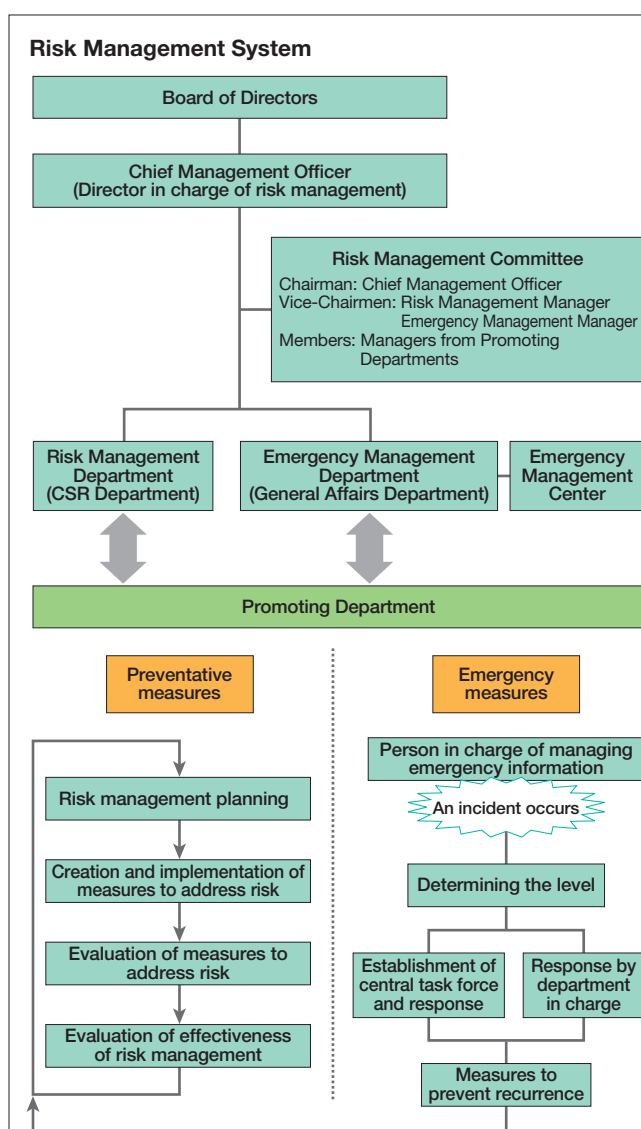 Risk Management System
Board of Directors
Chief Management Officer
(Director in charge of risk management)
Risk Management Committee
Chairman: Chief Management Officer
Vice-Chairmen: Risk Management Manager
Emergency Management Manager
Members: Managers from Promoting
Departments
Risk Management
Department
(CSR Department)
Emergency Management
Department
(General Affairs Department)
Emergency
Management
Center
Promoting Department
Preventative
measures
Risk management planning
Creation and implementation of
measures to address risk
Evaluation of measures to
address risk
Evaluation of effectiveness
of risk management
Emergency
measures
Person in charge of managing
emergency information
An incident occurs
Determining the level
Establishment of
central task force
and response
Response by
department
in charge
Measures to
prevent recurrence